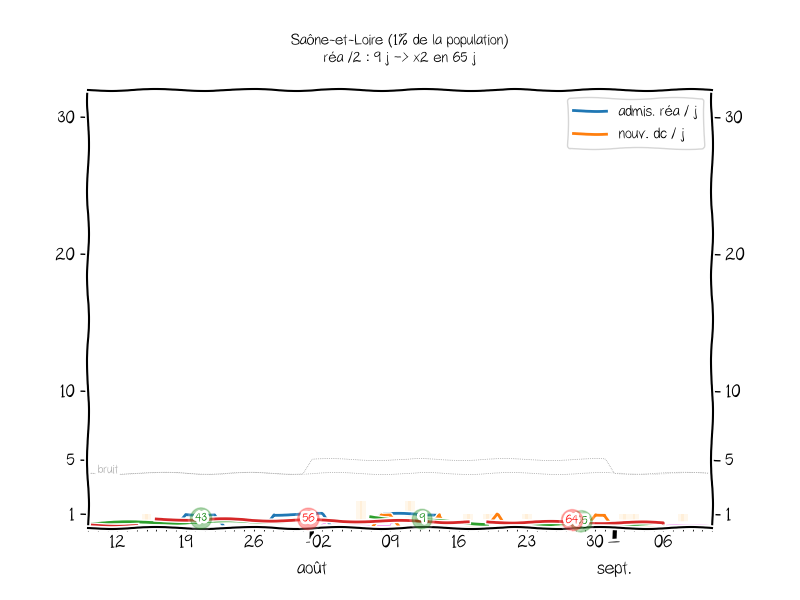 Saône-et-Loire (1% de la population)
réa /2 : 9 j -> x2 en 65 j
admis. réa / j
nouv. dc / j
30 30
20 20
10 10
5 5
bruit
1 1
43 56 9 64
12 19 26 02 09 16 23 30 06
août sept.